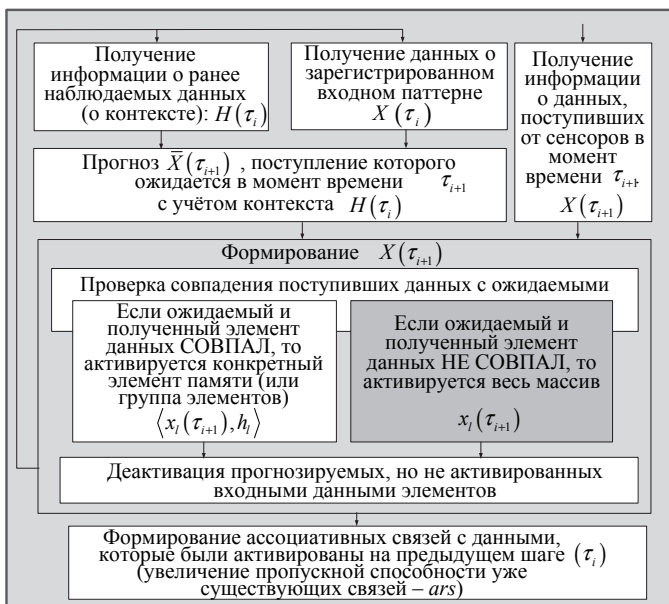 Получение
информации о ранее
наблюдаемых данных
(о контексте): H(τᵢ)
Получение данных о
зарегистрированном
входном паттерне
X(τᵢ)
Получение
информации
о данных,
поступивших
от сенсоров в
момент
времени τᵢ₊₁.
X(τᵢ₊₁)
Прогноз X̅(τᵢ₊₁) , поступление которого
ожидается в момент времени τᵢ₊₁
с учётом контекста H(τᵢ)
Формирование X(τᵢ₊₁)
Проверка совпадения поступивших данных с ожидаемыми
Если ожидаемый и
полученный элемент
данных СОВПАЛ, то
активируется конкретный
элемент памяти (или
группа элементов)
⟨xₗ(τᵢ₊₁), hₗ⟩
Если ожидаемый и
полученный элемент
данных НЕ СОВПАЛ, то
активируется весь массив
xₗ(τᵢ₊₁)
Деактивация прогнозируемых, но не активированных
входными данными элементов
Формирование ассоциативных связей с данными,
которые были активированы на предыдущем шаге (τᵢ)
(увеличение пропускной способности уже
существующих связей – ars)